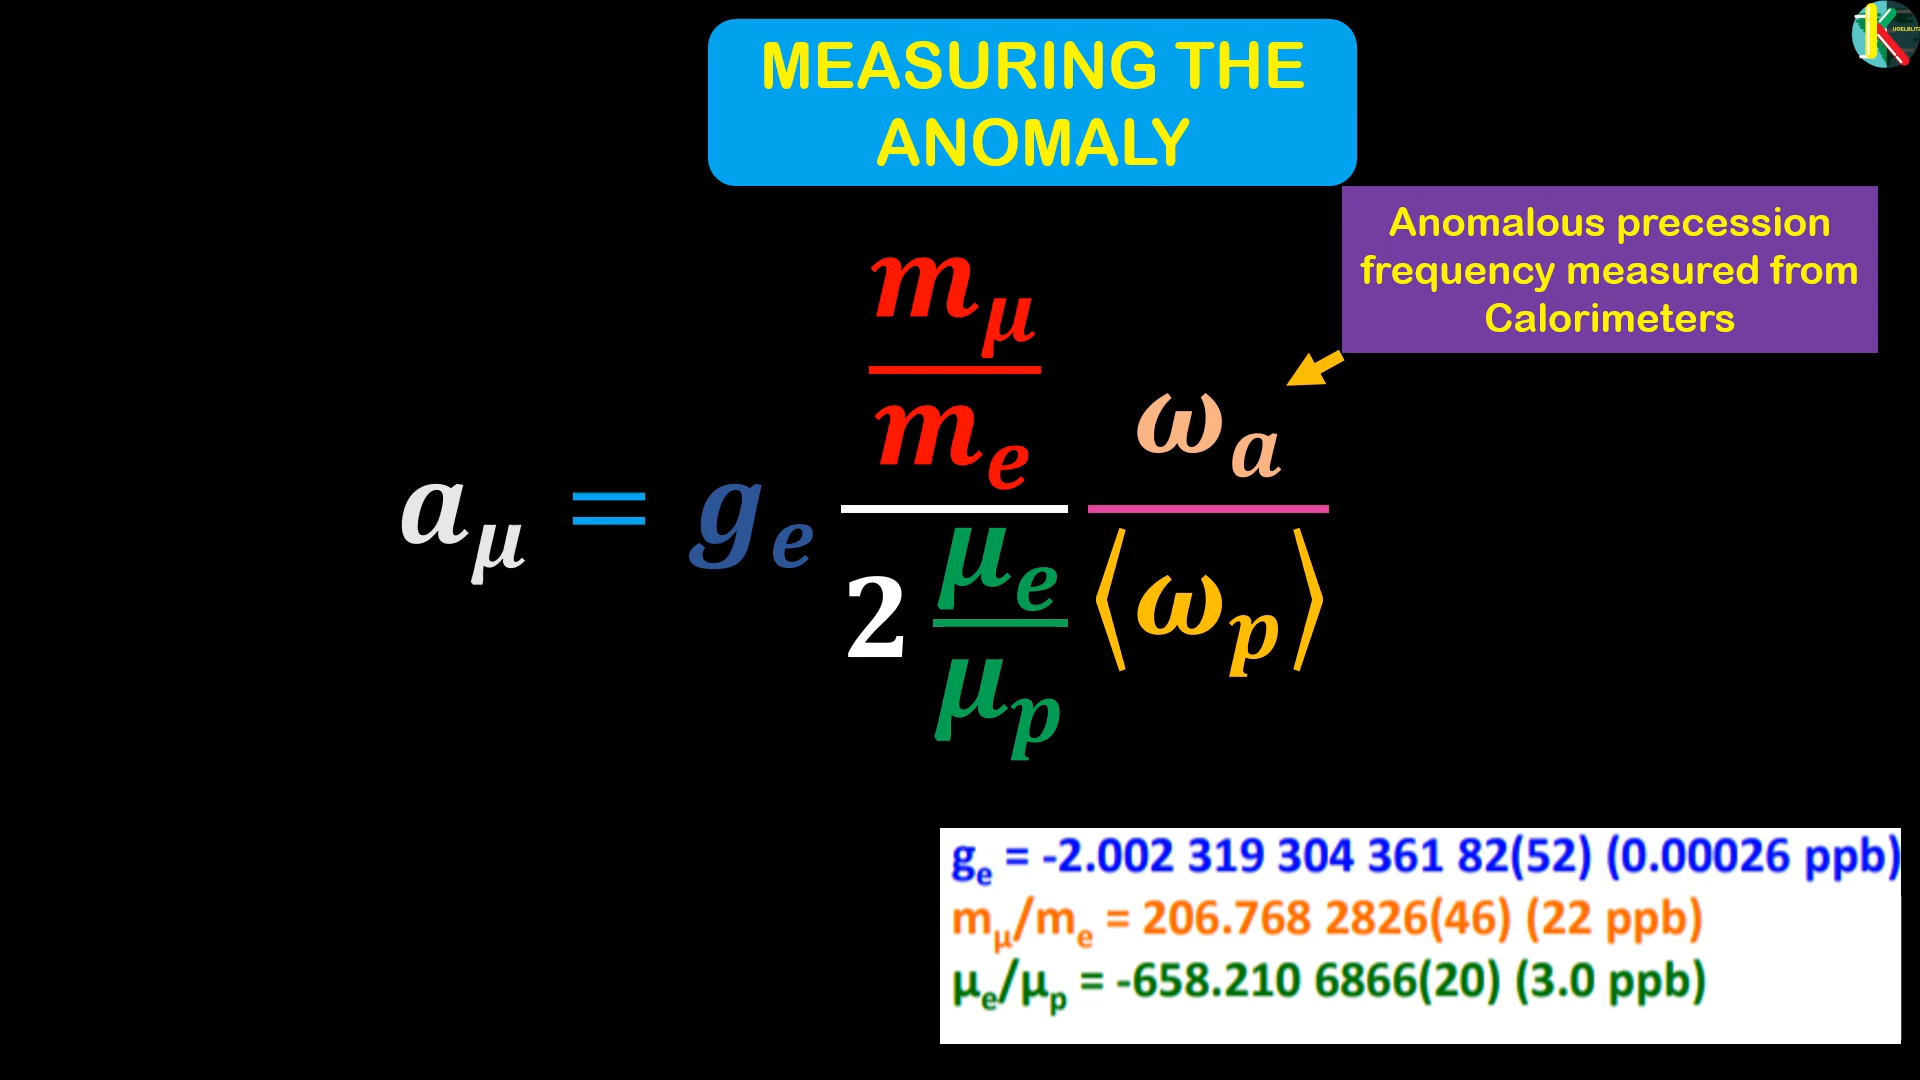 MEASURING THE
ANOMALY
UGELBLITZ
Anomalous precession
frequency measured from
Calorimeters
aμ = gₑ (mμ/mₑ)/(2 μₑ/μₚ) ωₐ/⟨ωₚ⟩
gₑ = -2.002 319 304 361 82(52) (0.00026 ppb)
mμ/mₑ = 206.768 2826(46) (22 ppb)
μₑ/μₚ = -658.210 6866(20) (3.0 ppb)